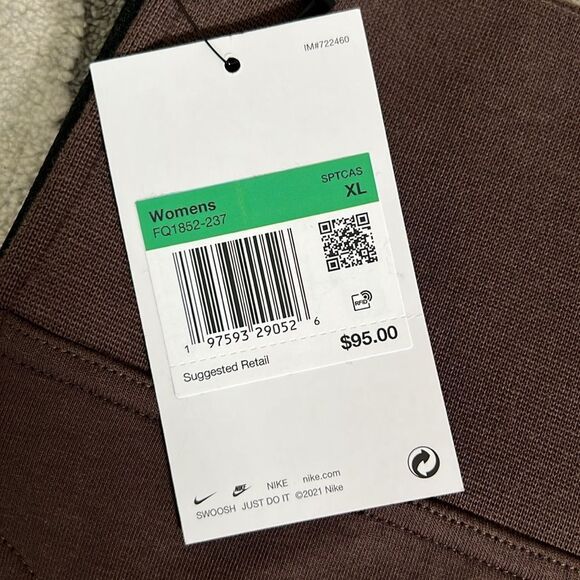 IM#722460
Womens
FQ1852-237
SPTCAS
XL
RFID
1 97593 29052 6
Suggested Retail
$95.00
NIKE nike.com
SWOOSH JUST DO IT ©2021 Nike